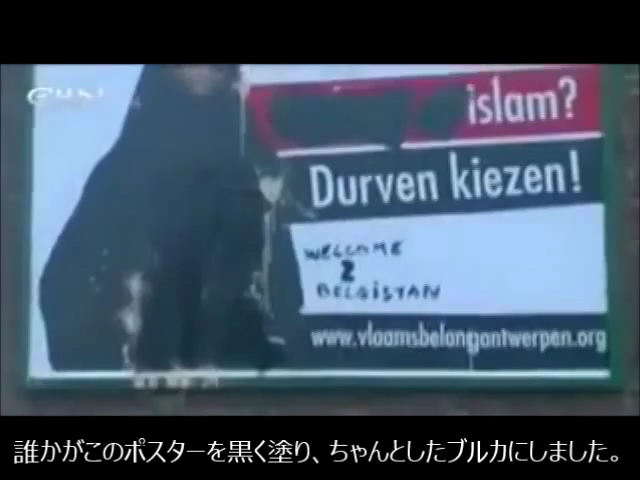 islam?
Durven kiezen!
WELCOME
2
BELGISTAN
www.vlaamsbelangantwerpen.org
誰かがこのポスターを黒く塗り、ちゃんとしたブルカにしました。